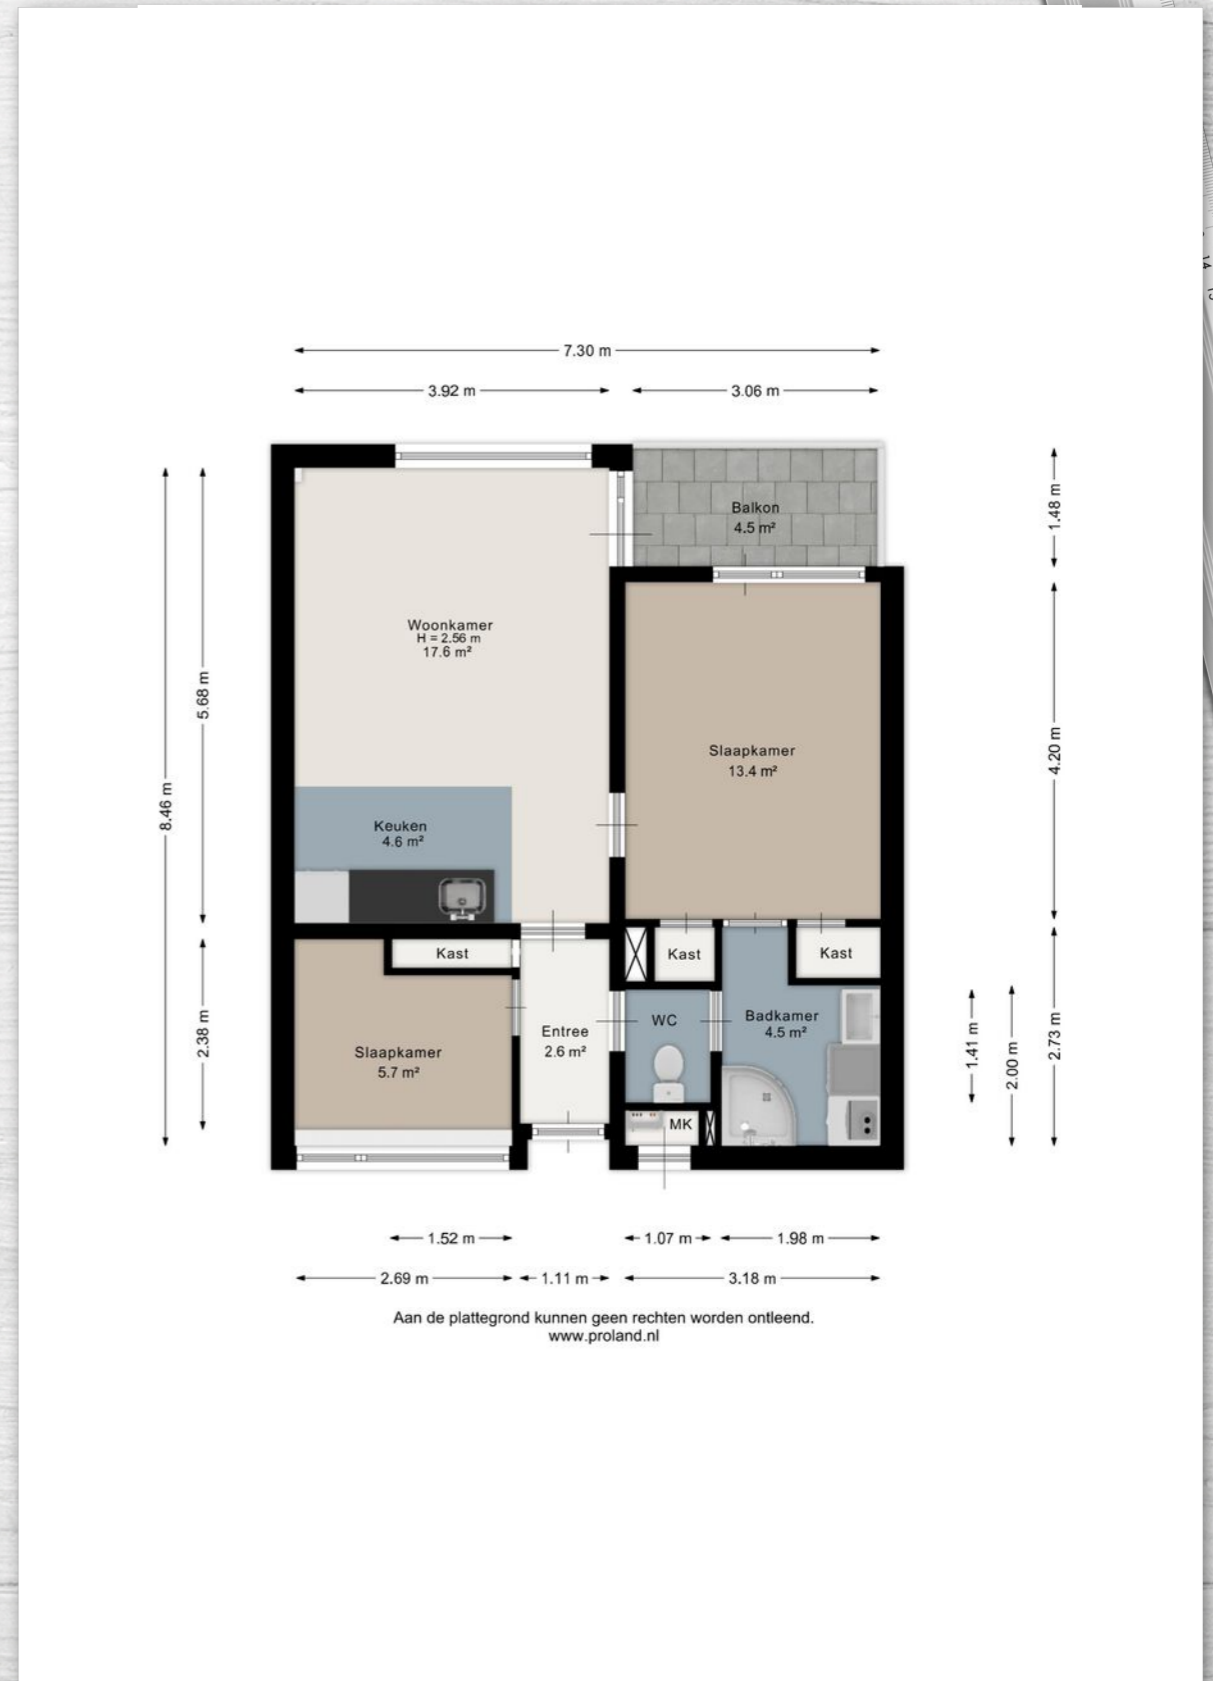 7.30 m
3.92 m
3.06 m
Balkon
4.5 m²
1.48 m
Woonkamer
H = 2.56 m
17.6 m²
5.68 m
8.46 m
Slaapkamer
13.4 m²
4.20 m
Keuken
4.6 m²
Kast
Kast
Kast
Slaapkamer
5.7 m²
2.38 m
Entree
2.6 m²
WC
Badkamer
4.5 m²
MK
1.41 m
2.00 m
2.73 m
1.52 m
1.07 m
1.98 m
2.69 m
1.11 m
3.18 m
Aan de plattegrond kunnen geen rechten worden ontleend.
www.proland.nl
14